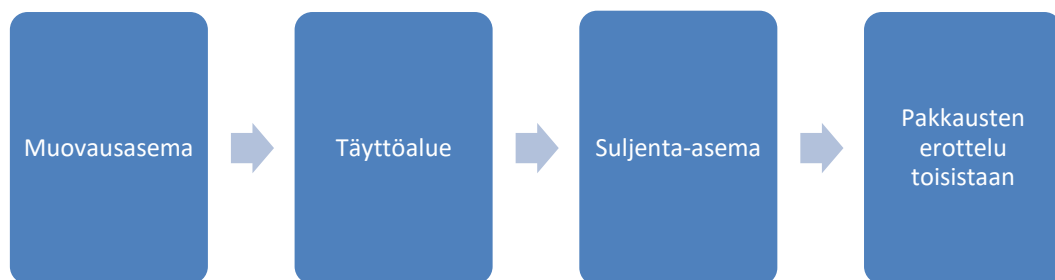 Muovausasema
Täyttöalue
Suljenta-asema
Pakkausten
erottelu
toisistaan